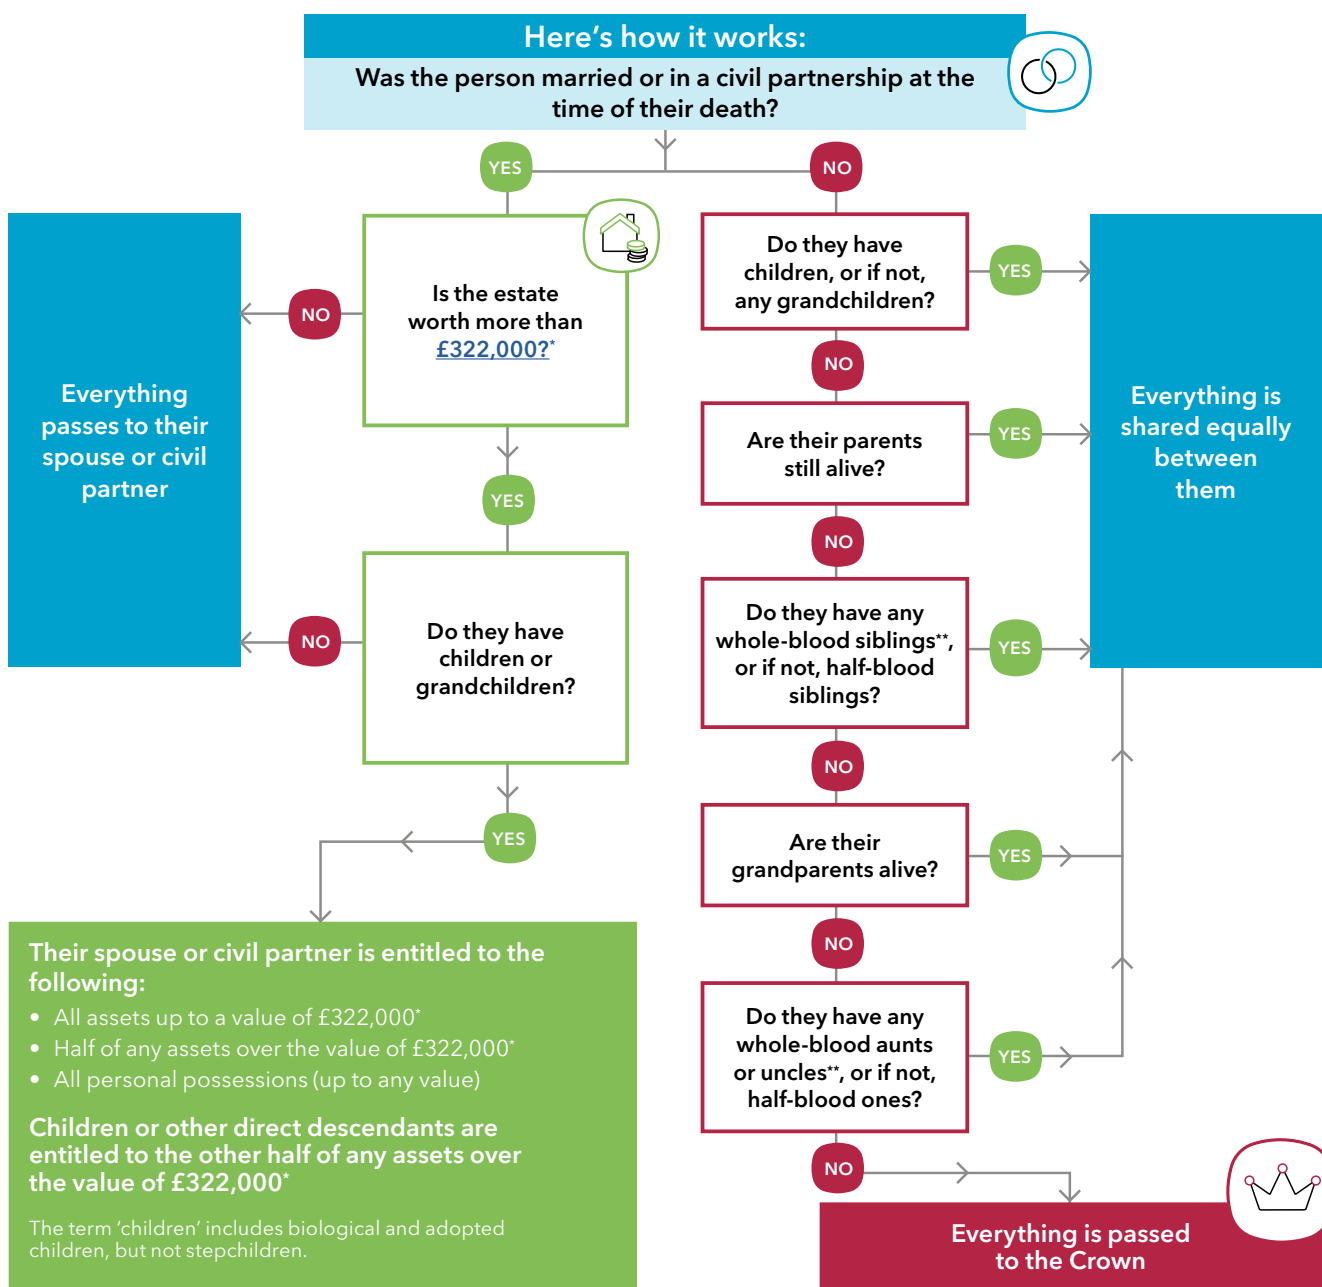 Here's how it works:
Was the person married or in a civil partnership at the
time of their death?
YES
NO
Is the estate
worth more than
£322,000?*
NO
Everything
passes to their
spouse or civil
partner
YES
Do they have
children or
grandchildren?
NO
YES
Their spouse or civil partner is entitled to the
following:
• All assets up to a value of £322,000*
• Half of any assets over the value of £322,000*
• All personal possessions (up to any value)
Children or other direct descendants are
entitled to the other half of any assets over
the value of £322,000*
The term ‘children’ includes biological and adopted
children, but not stepchildren.
Do they have
children, or if not,
any grandchildren?
YES
NO
Are their parents
still alive?
YES
Everything is
shared equally
between
them
NO
Do they have any
whole-blood siblings**,
or if not, half-blood
siblings?
YES
NO
Are their
grandparents alive?
YES
NO
Do they have any
whole-blood aunts
or uncles**, or if not,
half-blood ones?
YES
NO
Everything is passed
to the Crown